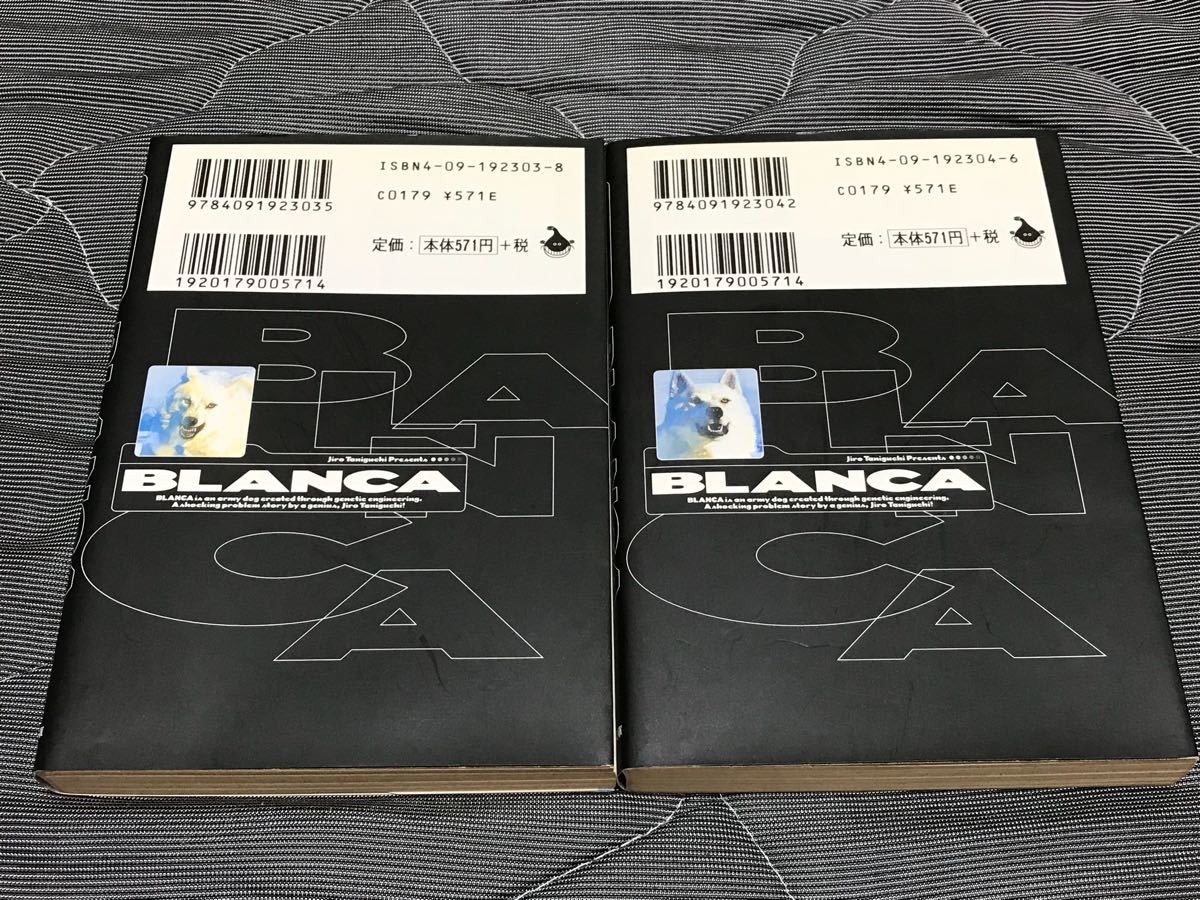 ISBN4-09-192303-8
C0179 ¥571E
9784091923035
定価：本体571円+税
1920179005714
BLANCA
Jiro Taniguchi Presents
BLANCA
BLANCA is an army dog created through genetic engineering.
A shocking problem story by a genius, Jiro Taniguchi!
ISBN4-09-192304-6
C0179 ¥571E
9784091923042
定価：本体571円+税
1920179005714
BLANCA
Jiro Taniguchi Presents
BLANCA
BLANCA is an army dog created through genetic engineering.
A shocking problem story by a genius, Jiro Taniguchi!